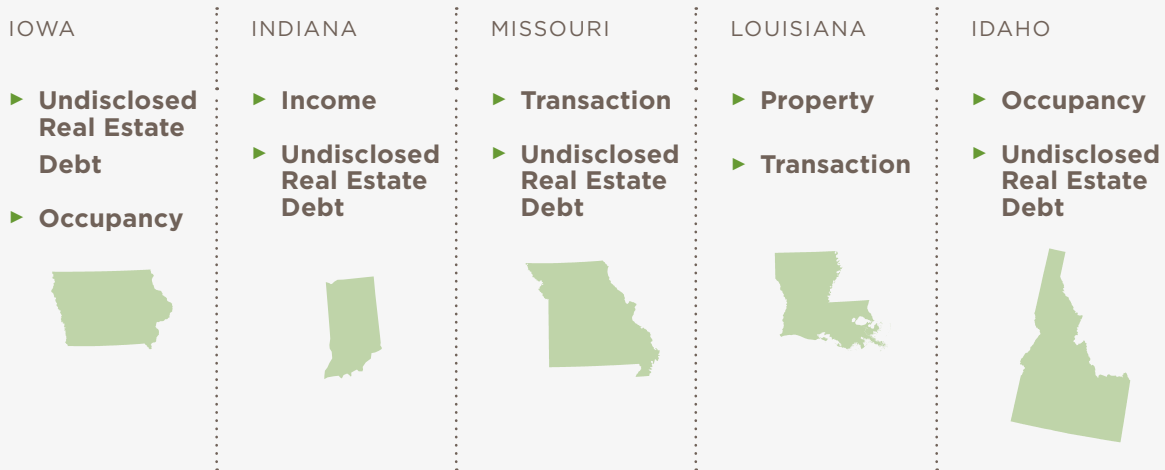 IOWA
Undisclosed
Real Estate
Debt
Occupancy
INDIANA
Income
Undisclosed
Real Estate
Debt
MISSOURI
Transaction
Undisclosed
Real Estate
Debt
LOUISIANA
Property
Transaction
IDAHO
Occupancy
Undisclosed
Real Estate
Debt